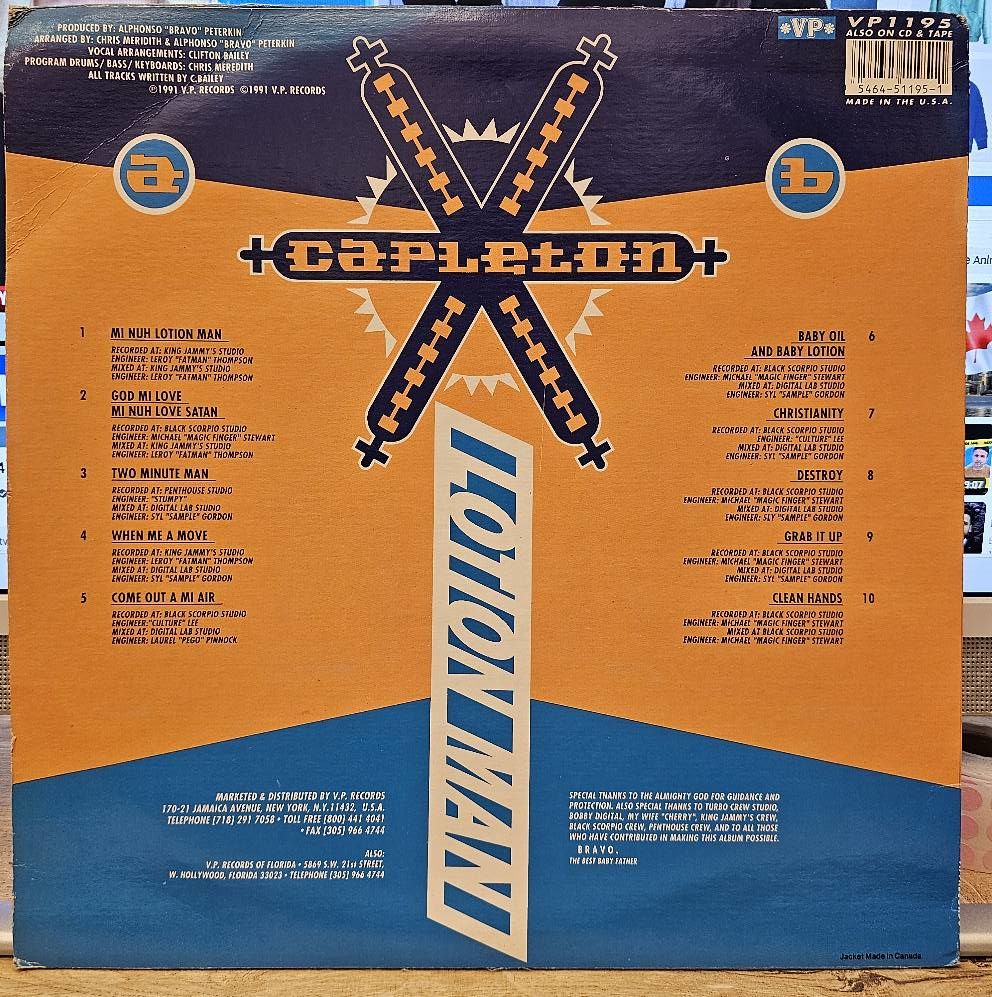 PRODUCED BY: ALPHONSO "BRAVO" PETERKIN
ARRANGED BY: CHRIS MEREDITH & ALPHONSO "BRAVO" PETERKIN
VOCAL ARRANGEMENTS: CLIFTON BAILEY
PROGRAM DRUMS/ BASS/ KEYBOARDS: CHRIS MEREDITH
ALL TRACKS WRITTEN BY C.BAILEY
℗1991 V.P. RECORDS ©1991 V.P. RECORDS
*VP*
VP1195
ALSO ON CD & TAPE
5464-51195-1
MADE IN THE U.S.A.
a
b
CAPLETON
1 MI NUH LOTION MAN
RECORDED AT: KING JAMMY'S STUDIO
ENGINEER: LEROY "FATMAN" THOMPSON
MIXED AT: KING JAMMY'S STUDIO
ENGINEER: LEROY "FATMAN" THOMPSON
2 GOD MI LOVE
MI NUH LOVE SATAN
RECORDED AT: BLACK SCORPIO STUDIO
ENGINEER: MICHAEL "MAGIC FINGER" STEWART
MIXED AT: KING JAMMY'S STUDIO
ENGINEER: LEROY "FATMAN" THOMPSON
3 TWO MINUTE MAN
RECORDED AT: PENTHOUSE STUDIO
ENGINEER: "STUMPY"
MIXED AT: DIGITAL LAB STUDIO
ENGINEER: SYL "SAMPLE" GORDON
4 WHEN ME A MOVE
RECORDED AT: KING JAMMY'S STUDIO
ENGINEER: LEROY "FATMAN" THOMPSON
MIXED AT: DIGITAL LAB STUDIO
ENGINEER: SYL "SAMPLE" GORDON
5 COME OUT A MI AIR
RECORDED AT: BLACK SCORPIO STUDIO
ENGINEER:"CULTURE" LEE
MIXED AT: DIGITAL LAB STUDIO
ENGINEER: LAUREL "PEGO" PINNOCK
BABY OIL 6
AND BABY LOTION
RECORDED AT: BLACK SCORPIO STUDIO
ENGINEER: MICHAEL "MAGIC FINGER" STEWART
MIXED AT: DIGITAL LAB STUDIO
ENGINEER: SYL "SAMPLE" GORDON
CHRISTIANITY 7
RECORDED AT: BLACK SCORPIO STUDIO
ENGINEER: "CULTURE" LEE
MIXED AT: DIGITAL LAB STUDIO
ENGINEER: SYL "SAMPLE" GORDON
DESTROY 8
RECORDED AT: BLACK SCORPIO STUDIO
ENGINEER: MICHAEL "MAGIC FINGER" STEWART
MIXED AT: DIGITAL LAB STUDIO
ENGINEER: SLY "SAMPLE" GORDON
GRAB IT UP 9
RECORDED AT: BLACK SCORPIO STUDIO
ENGINEER: MICHAEL "MAGIC FINGER" STEWART
MIXED AT: DIGITAL LAB STUDIO
ENGINEER: SYL "SAMPLE" GORDON
CLEAN HANDS 10
RECORDED AT: BLACK SCORPIO STUDIO
ENGINEER: MICHAEL "MAGIC FINGER" STEWART
MIXED AT BLACK SCORPIO STUDIO
ENGINEER: MICHAEL "MAGIC FINGER" STEWART
LOTION MAN
MARKETED & DISTRIBUTED BY V.P. RECORDS
170-21 JAMAICA AVENUE, NEW YORK, N.Y.11432, U.S.A.
TELEPHONE (718) 291 7058 • TOLL FREE (800) 441 4041
• FAX (305) 966 4744
ALSO:
V.P. RECORDS OF FLORIDA • 5869 S.W. 21st STREET,
W. HOLLYWOOD, FLORIDA 33023 • TELEPHONE (305) 966 4744
SPECIAL THANKS TO THE ALMIGHTY GOD FOR GUIDANCE AND
PROTECTION. ALSO SPECIAL THANKS TO TURBO CREW STUDIO,
BOBBY DIGITAL, MY WIFE "CHERRY", KING JAMMY'S CREW,
BLACK SCORPIO CREW, PENTHOUSE CREW, AND TO ALL THOSE
WHO HAVE CONTRIBUTED IN MAKING THIS ALBUM POSSIBLE.
BRAVO.
THE BEST BABY FATHER
Jacket Made In Canada